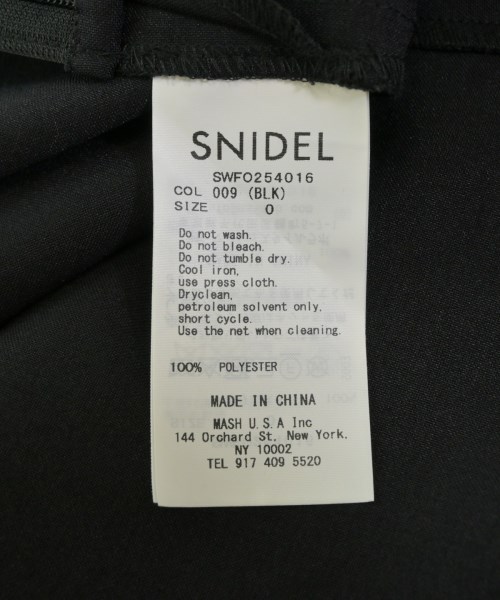 SNIDEL
SWFO254016
COL 009 (BLK)
SIZE 0
Do not wash.
Do not bleach.
Do not tumble dry.
Cool iron,
use press cloth.
Dryclean,
petroleum solvent only,
short cycle.
Use the net when cleaning.
100% POLYESTER
MADE IN CHINA
MASH U.S.A Inc
144 Orchard St. New York.
NY 10002
TEL 917 409 5520